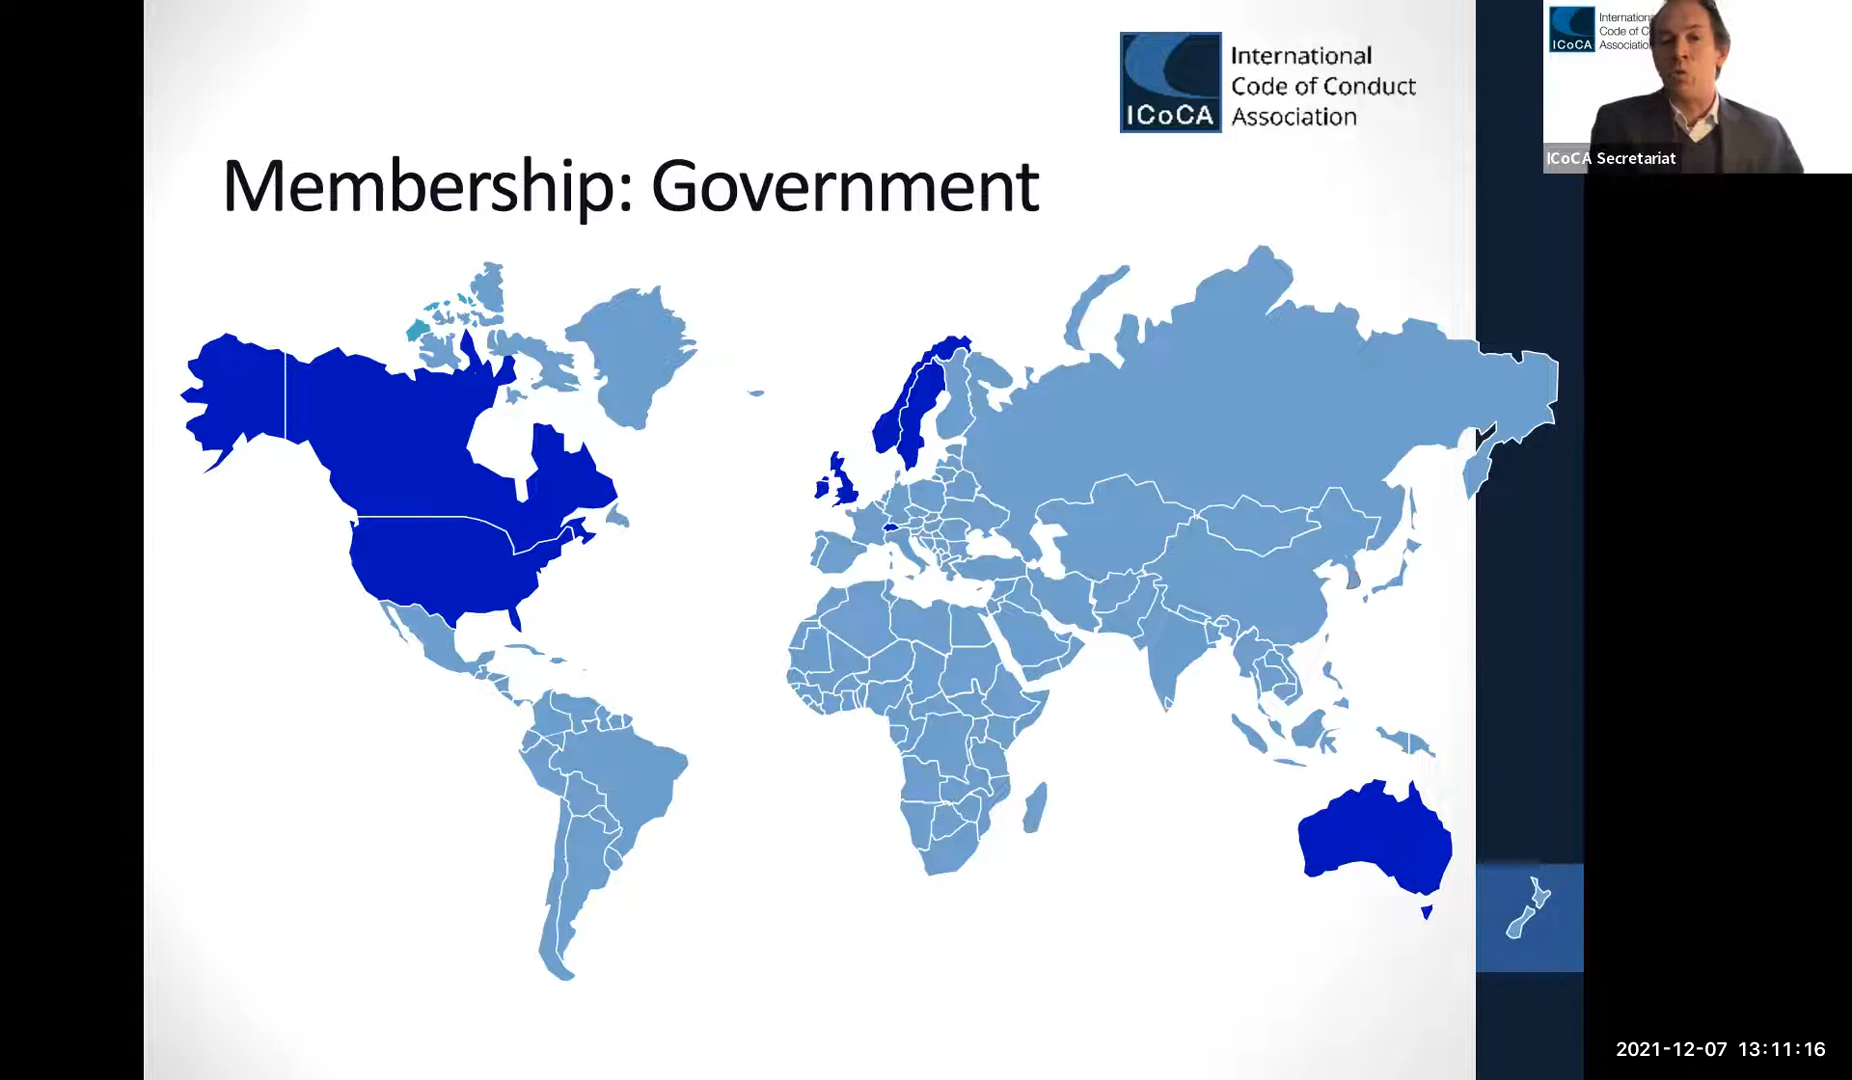 International
Code of Conduct
Association
ICoCA
Membership: Government
ICoCA
ICoCA Secretariat
2021-12-07 13:11:16